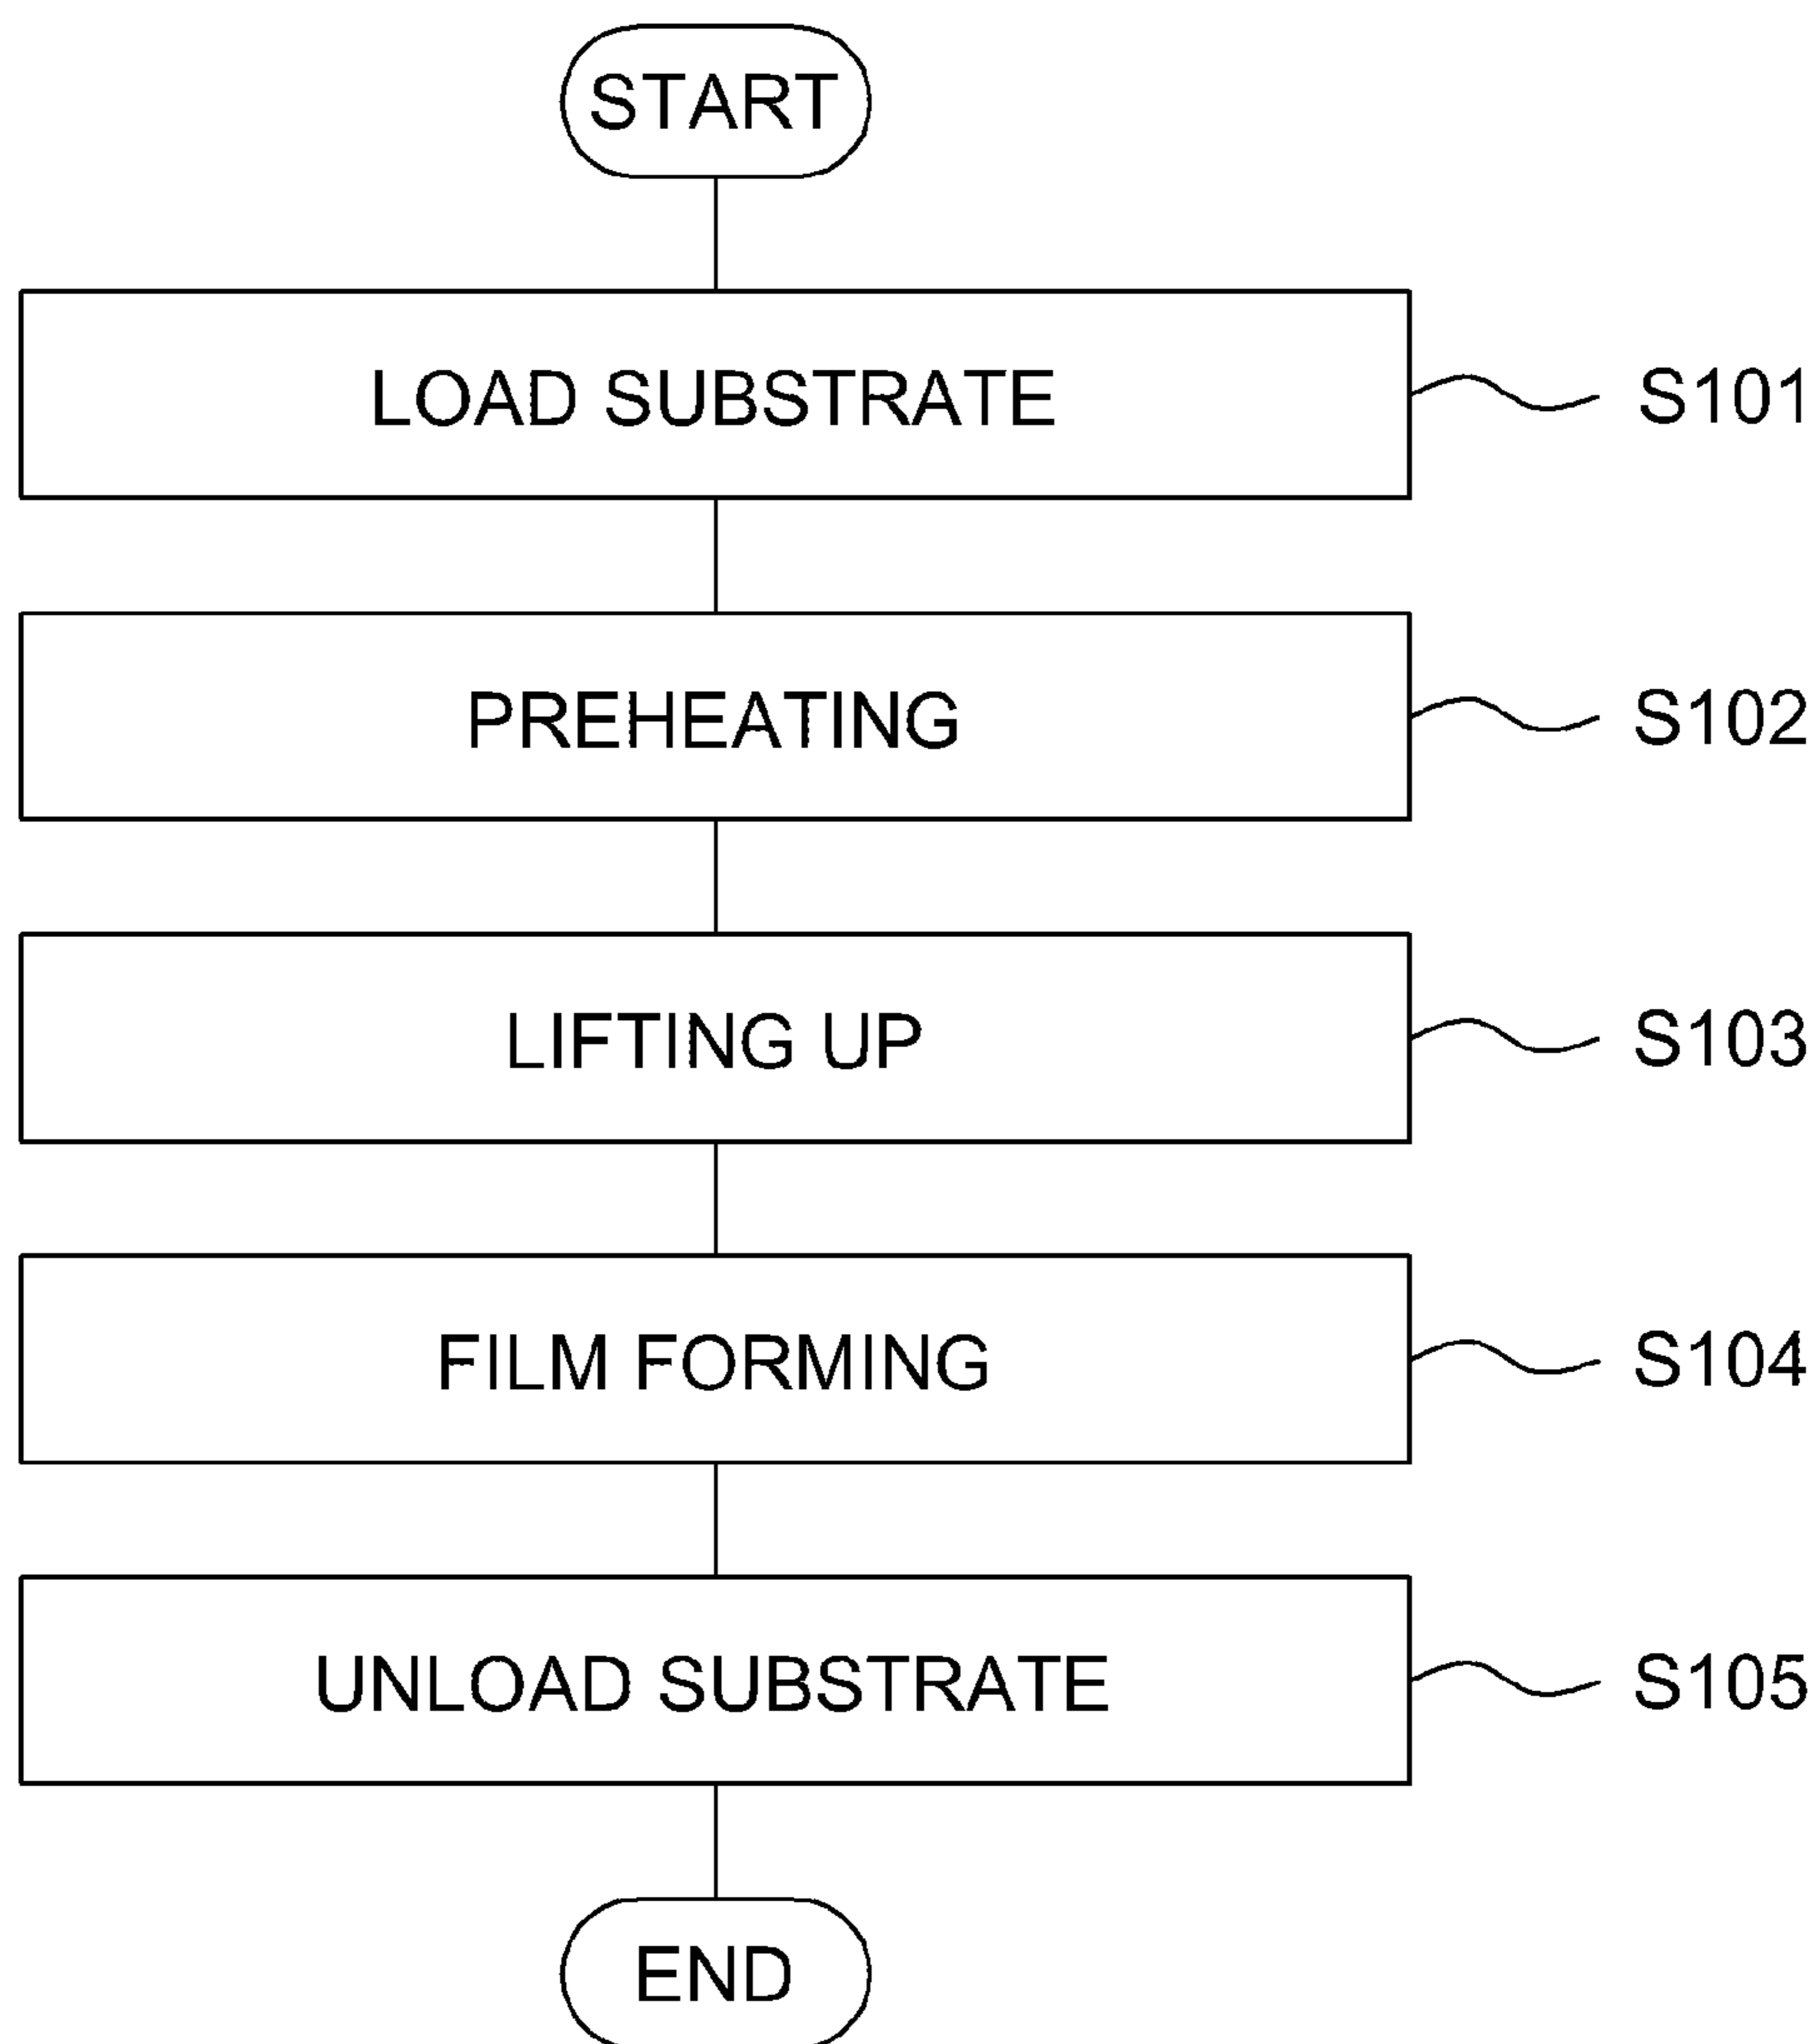 START
LOAD SUBSTRATE S101
PREHEATING S102
LIFTING UP S103
FILM FORMING S104
UNLOAD SUBSTRATE S105
END